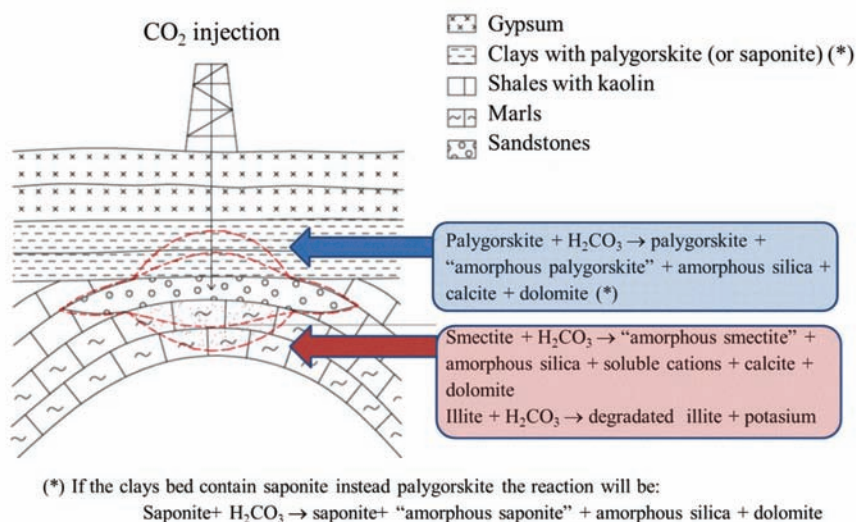 CO₂ injection
Gypsum
Clays with palygorskite (or saponite) (*)
Shales with kaolin
Marls
Sandstones
Palygorskite + H₂CO₃ → palygorskite +
“amorphous palygorskite” + amorphous silica +
calcite + dolomite (*)
Smectite + H₂CO₃ → “amorphous smectite” +
amorphous silica + soluble cations + calcite +
dolomite
Illite + H₂CO₃ → degradated illite + potasium
(*) If the clays bed contain saponite instead palygorskite the reaction will be:
Saponite+ H₂CO₃ → saponite+ “amorphous saponite” + amorphous silica + dolomite